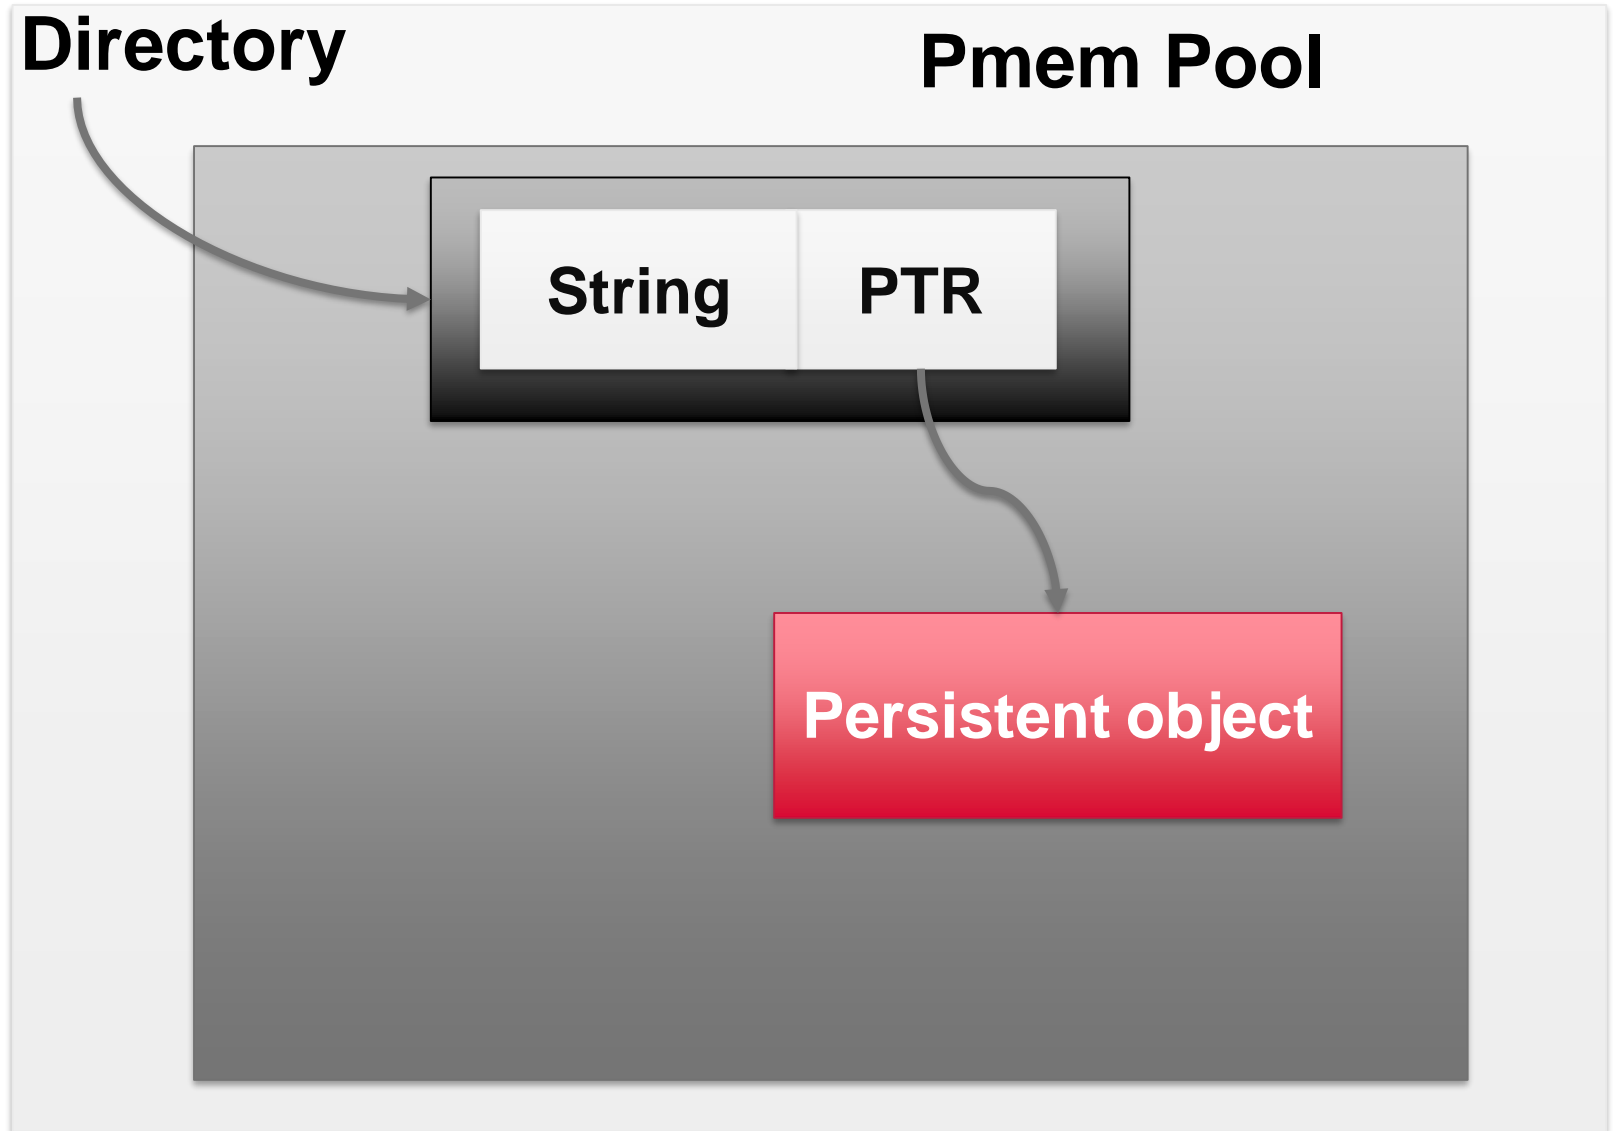 Directory
Pmem Pool
String
PTR
Persistent object